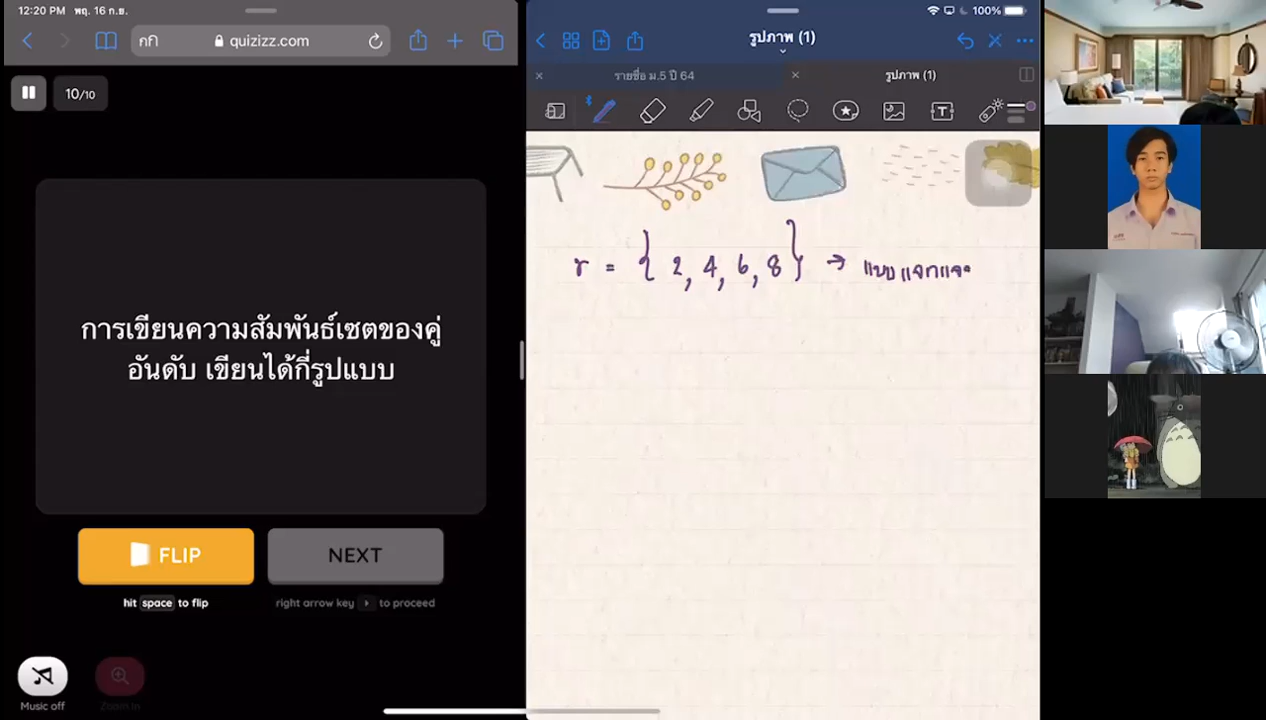 12:20 PM พฤ. 16 ก.ย.
100%
กก quizizz.com
รูปภาพ (1)
รายชื่อ ม.5 ปี 64
รูปภาพ (1)
10/10
การเขียนความสัมพันธ์เซตของคู่
อันดับ เขียนได้กี่รูปแบบ
r = { 2, 4, 6, 8 } → แบบแจกแจง
FLIP
NEXT
hit space to flip
right arrow key to proceed
Music off
Zoom in